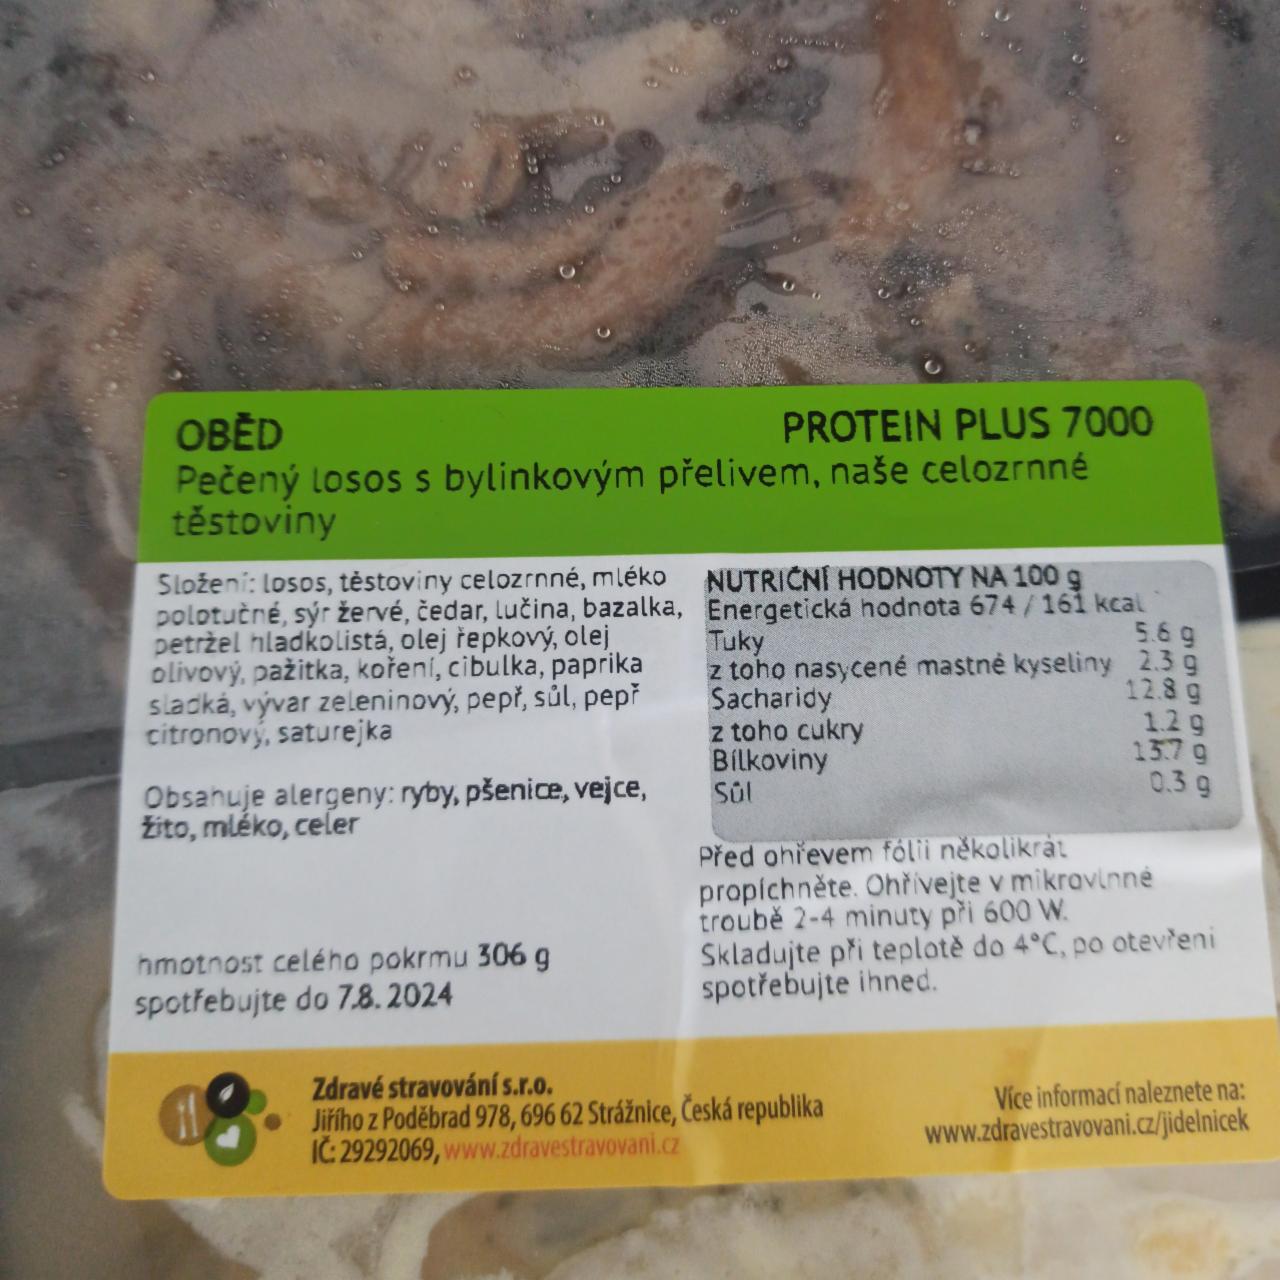 OBĚD
PROTEIN PLUS 7000
Pečený losos s bylinkovým přelivem, naše celozrnné
těstoviny
Složení: losos, těstoviny celozrnné, mléko
polotučné, sýr žervé, čedar, lučina, bazalka,
petržel hladkolistá, olej řepkový, olej
olivový, pažitka, koření, cibulka, paprika
sladká, vývar zeleninový, pepř, sůl, pepř
citronový, saturejka
Obsahuje alergeny: ryby, pšenice, vejce,
žito, mléko, celer
hmotnost celého pokrmu 306 g
spotřebujte do 7.8. 2024
NUTRIČNÍ HODNOTY NA 100 g
Energetická hodnota 674 / 161 kcal
Tuky 5.6 g
z toho nasycené mastné kyseliny 2.3 g
Sacharidy 12.8 g
z toho cukry 1.2 g
Bílkoviny 13.7 g
Sůl 0.3 g
Před ohřevem fólii několikrát
propíchněte. Ohřívejte v mikrovlnné
troubě 2-4 minuty při 600 W.
Skladujte při teplotě do 4°C, po otevření
spotřebujte ihned.
Zdravé stravování s.r.o.
Jiřího z Poděbrad 978, 696 62 Strážnice, Česká republika
IČ: 29292069, www.zdravestravovani.cz
Více informací naleznete na:
www.zdravestravovani.cz/jidelnicek